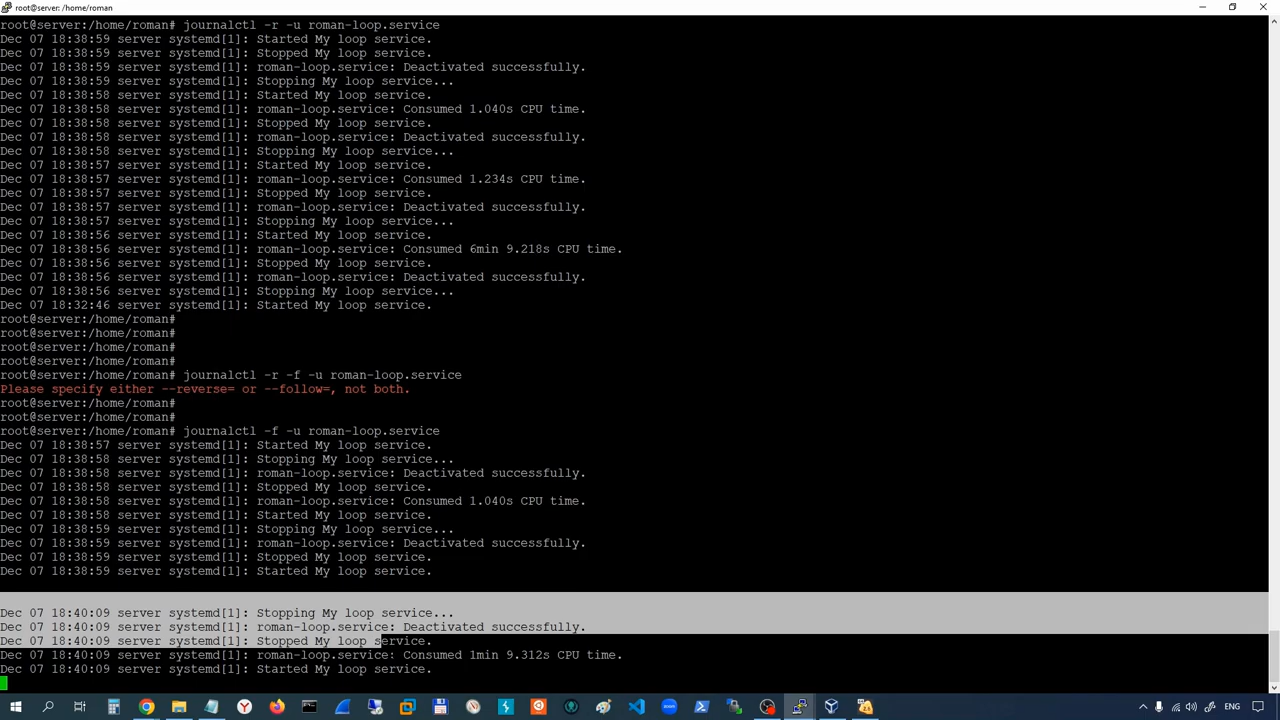 root@server: /home/roman
root@server:/home/roman# journalctl -r -u roman-loop.service
Dec 07 18:38:59 server systemd[1]: Started My loop service.
Dec 07 18:38:59 server systemd[1]: Stopped My loop service.
Dec 07 18:38:59 server systemd[1]: roman-loop.service: Deactivated successfully.
Dec 07 18:38:59 server systemd[1]: Stopping My loop service...
Dec 07 18:38:58 server systemd[1]: Started My loop service.
Dec 07 18:38:58 server systemd[1]: roman-loop.service: Consumed 1.040s CPU time.
Dec 07 18:38:58 server systemd[1]: Stopped My loop service.
Dec 07 18:38:58 server systemd[1]: roman-loop.service: Deactivated successfully.
Dec 07 18:38:58 server systemd[1]: Stopping My loop service...
Dec 07 18:38:57 server systemd[1]: Started My loop service.
Dec 07 18:38:57 server systemd[1]: roman-loop.service: Consumed 1.234s CPU time.
Dec 07 18:38:57 server systemd[1]: Stopped My loop service.
Dec 07 18:38:57 server systemd[1]: roman-loop.service: Deactivated successfully.
Dec 07 18:38:57 server systemd[1]: Stopping My loop service...
Dec 07 18:38:56 server systemd[1]: Started My loop service.
Dec 07 18:38:56 server systemd[1]: roman-loop.service: Consumed 6min 9.218s CPU time.
Dec 07 18:38:56 server systemd[1]: Stopped My loop service.
Dec 07 18:38:56 server systemd[1]: roman-loop.service: Deactivated successfully.
Dec 07 18:38:56 server systemd[1]: Stopping My loop service...
Dec 07 18:32:46 server systemd[1]: Started My loop service.
root@server:/home/roman#
root@server:/home/roman#
root@server:/home/roman#
root@server:/home/roman#
root@server:/home/roman# journalctl -r -f -u roman-loop.service
Please specify either --reverse= or --follow=, not both.
root@server:/home/roman#
root@server:/home/roman#
root@server:/home/roman# journalctl -f -u roman-loop.service
Dec 07 18:38:57 server systemd[1]: Started My loop service.
Dec 07 18:38:58 server systemd[1]: Stopping My loop service...
Dec 07 18:38:58 server systemd[1]: roman-loop.service: Deactivated successfully.
Dec 07 18:38:58 server systemd[1]: Stopped My loop service.
Dec 07 18:38:58 server systemd[1]: roman-loop.service: Consumed 1.040s CPU time.
Dec 07 18:38:58 server systemd[1]: Started My loop service.
Dec 07 18:38:59 server systemd[1]: Stopping My loop service...
Dec 07 18:38:59 server systemd[1]: roman-loop.service: Deactivated successfully.
Dec 07 18:38:59 server systemd[1]: Stopped My loop service.
Dec 07 18:38:59 server systemd[1]: Started My loop service.
Dec 07 18:40:09 server systemd[1]: Stopping My loop service...
Dec 07 18:40:09 server systemd[1]: roman-loop.service: Deactivated successfully.
Dec 07 18:40:09 server systemd[1]: Stopped My loop service.
Dec 07 18:40:09 server systemd[1]: roman-loop.service: Consumed 1min 9.312s CPU time.
Dec 07 18:40:09 server systemd[1]: Started My loop service.
ENG